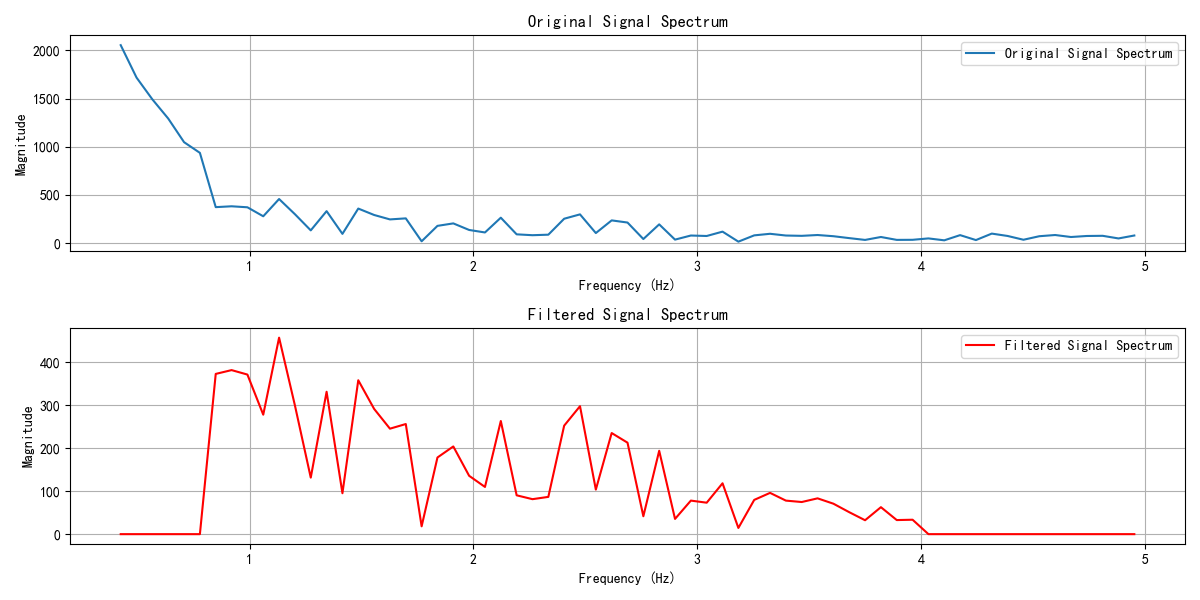 Original Signal Spectrum
Original Signal Spectrum
Magnitude
2000
1500
1000
500
0
1 2 3 4 5
Frequency (Hz)
Filtered Signal Spectrum
Filtered Signal Spectrum
Magnitude
400
300
200
100
0
1 2 3 4 5
Frequency (Hz)